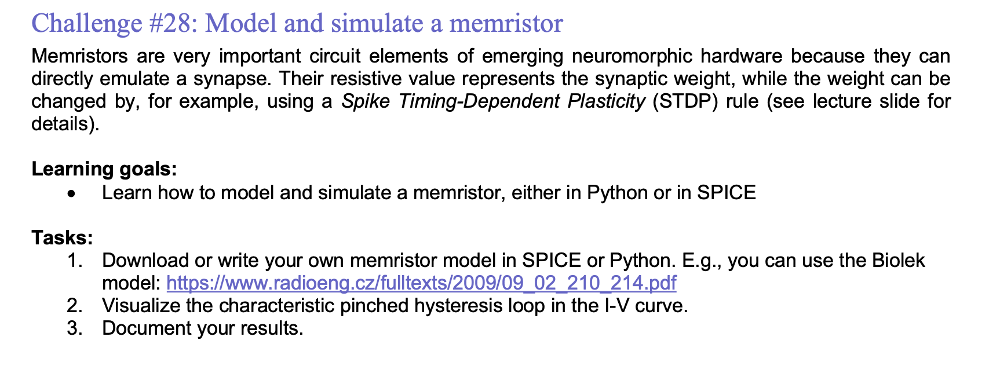 Challenge #28: Model and simulate a memristor
Memristors are very important circuit elements of emerging neuromorphic hardware because they can
directly emulate a synapse. Their resistive value represents the synaptic weight, while the weight can be
changed by, for example, using a Spike Timing-Dependent Plasticity (STDP) rule (see lecture slide for
details).
Learning goals:
• Learn how to model and simulate a memristor, either in Python or in SPICE
Tasks:
1. Download or write your own memristor model in SPICE or Python. E.g., you can use the Biolek
model: https://www.radioeng.cz/fulltexts/2009/09_02_210_214.pdf
2. Visualize the characteristic pinched hysteresis loop in the I-V curve.
3. Document your results.